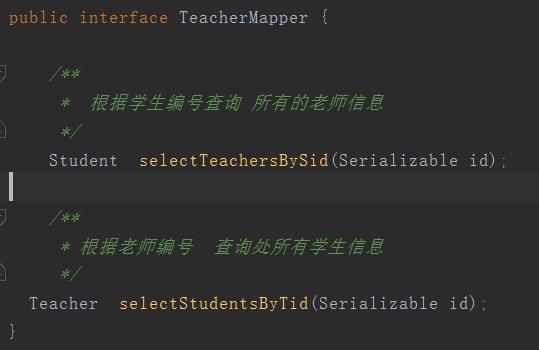 public interface TeacherMapper {
/**
* 根据学生编号查询 所有的老师信息
*/
Student selectTeachersBySid(Serializable id);
/**
* 根据老师编号 查询处所有学生信息
*/
Teacher selectStudentsByTid(Serializable id);
}